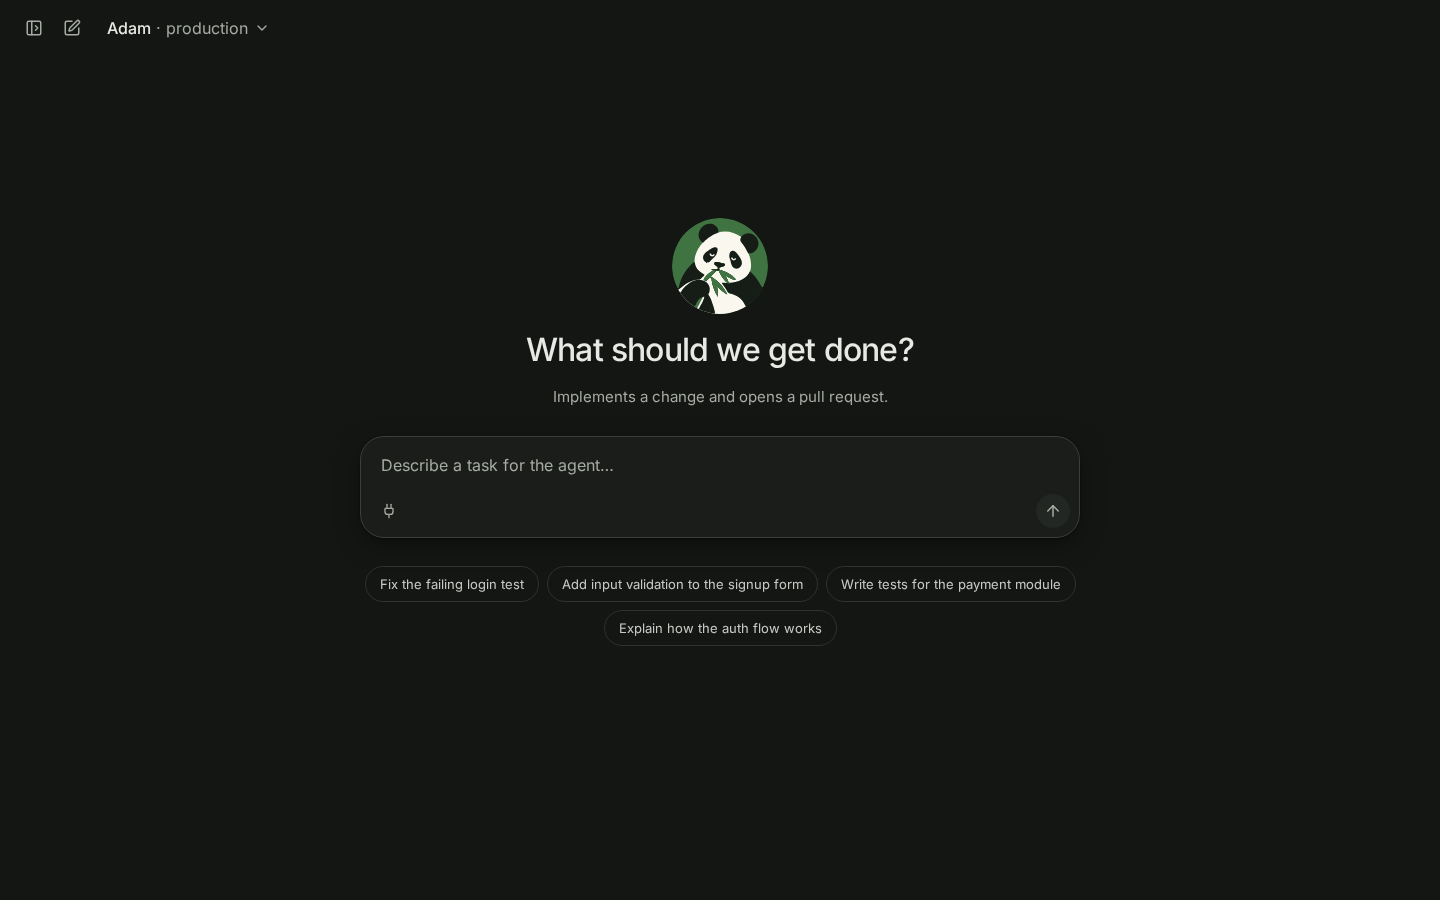 Adam · production
What should we get done?
Implements a change and opens a pull request.
Describe a task for the agent...
Fix the failing login test
Add input validation to the signup form
Write tests for the payment module
Explain how the auth flow works